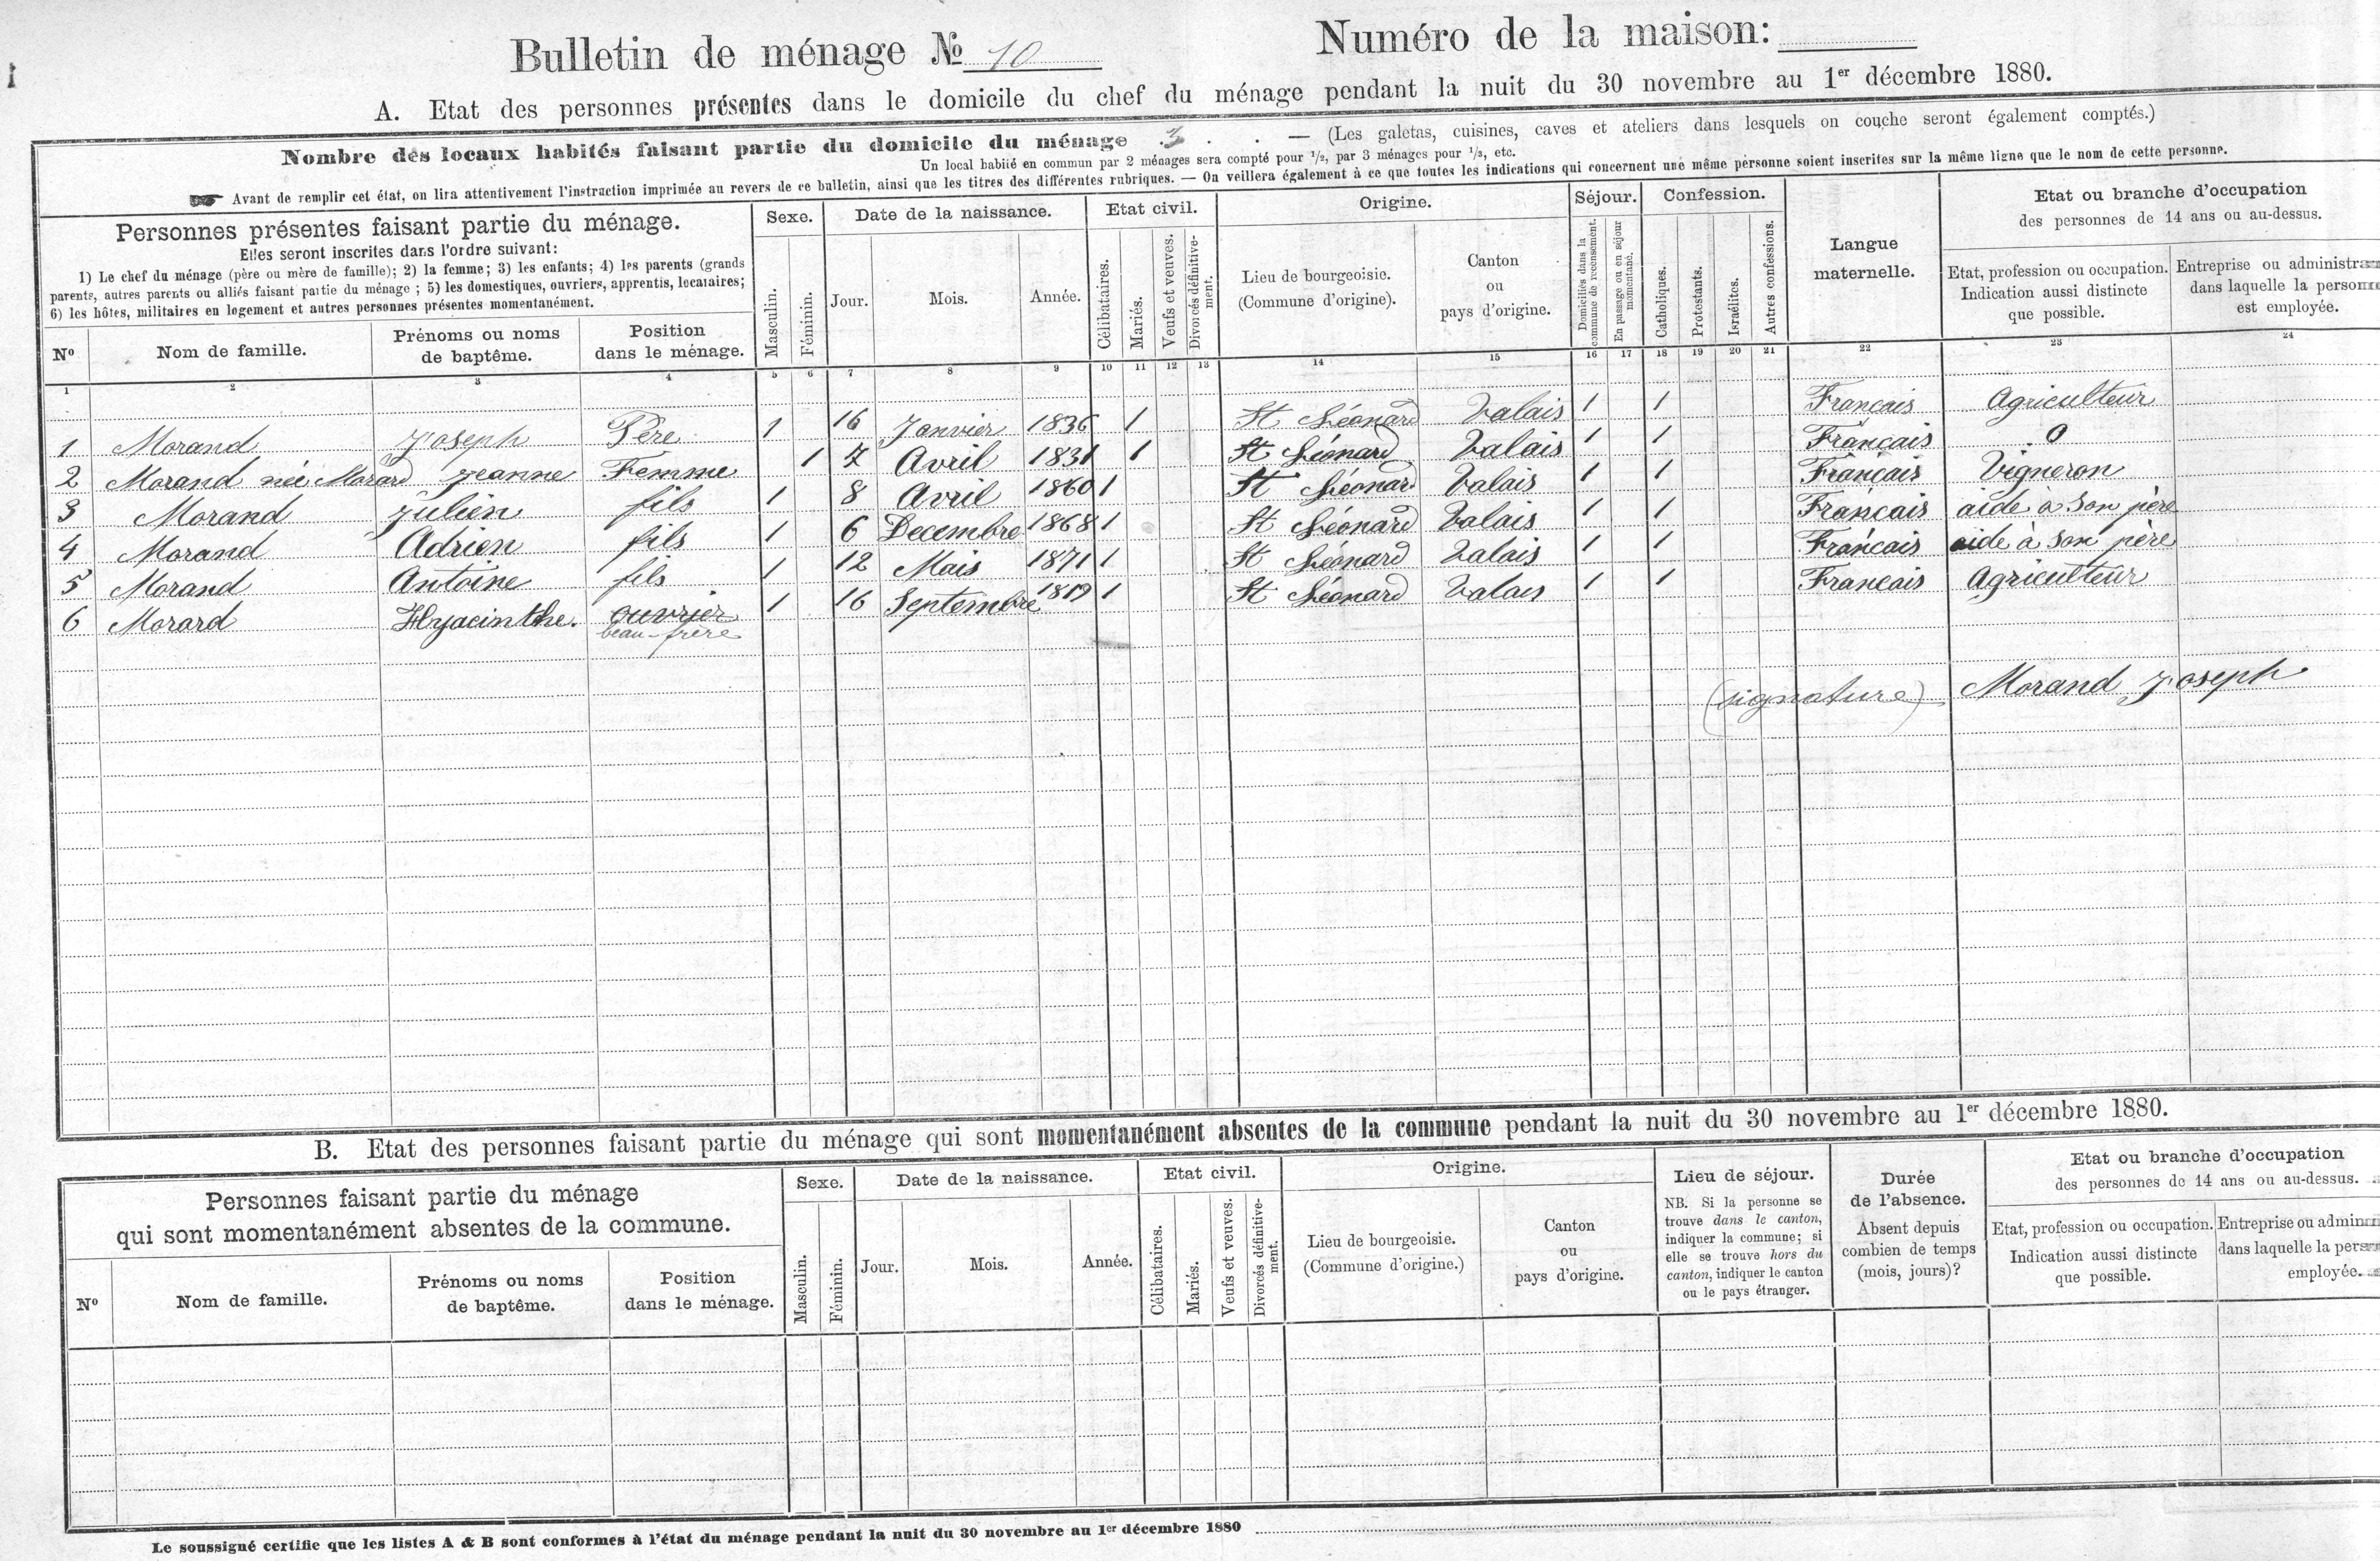 Bulletin de ménage № 10
Numéro de la maison:
A. Etat des personnes présentes dans le domicile du chef du ménage pendant la nuit du 30 novembre au 1er décembre 1880.
Nombre des locaux habités faisant partie du domicile du ménage 3 . . — (Les galetas, cuisines, caves et ateliers dans lesquels on couche seront également comptés.)
Un local habité en commun par 2 ménages sera compté pour 1/2, par 3 ménages pour 1/3, etc.
Avant de remplir cet état, on lira attentivement l'instruction imprimée au revers de ce bulletin, ainsi que les titres des différentes rubriques. — On veillera également à ce que toutes les indications qui concernent une même personne soient inscrites sur la même ligne que le nom de cette personne.
Personnes présentes faisant partie du ménage.
Elles seront inscrites dans l'ordre suivant:
1) Le chef du ménage (père ou mère de famille); 2) la femme; 3) les enfants; 4) les parents (grands
parents, autres parents ou alliés faisant partie du ménage; 5) les domestiques, ouvriers, apprentis, locataires;
6) les hôtes, militaires en logement et autres personnes présentes momentanément.
Nº
Nom de famille.
Prénoms ou noms
de baptême.
Position
dans le ménage.
Sexe.
Masculin.
Féminin.
Date de la naissance.
Jour.
Mois.
Année.
Etat civil.
Célibataires.
Mariés.
Veufs et veuves.
Divorcés définitive-
ment.
Origine.
Lieu de bourgeoisie.
(Commune d'origine).
Canton
ou
pays d'origine.
Séjour.
Domiciliés dans la
commune de recensement.
En passage ou en séjour
momentané.
Confession.
Catholiques.
Protestants.
Israélites.
Autres confessions.
Langue
maternelle.
Etat ou branche d'occupation
des personnes de 14 ans ou au-dessus.
Etat, profession ou occupation.
Indication aussi distincte
que possible.
Entreprise ou administra
dans laquelle la person
est employée.
1 2 3 4 5 6 7 8 9 10 11 12 13 14 15 16 17 18 19 20 21 22 23 24
1 Morand Joseph Père 1 16 Janvier 1836 1 St Léonard Valais 1 1 Français Agriculteur
2 Morand née Morard Jeanne Femme 1 7 Avril 1831 1 St Léonard Valais 1 1 Français 0
3 Morand Julien fils 1 8 Avril 1860 1 St Léonard Valais 1 1 Français Vigneron
4 Morand Adrien fils 1 6 Decembre 1868 1 St Léonard Valais 1 1 Français aide a son père
5 Morand Antoine fils 1 12 Mais 1871 1 St Léonard Valais 1 1 Français aide à son père
6 Morard Hyacinthe. ouvrier 1 16 Septembre 1819 1 St Léonard Valais 1 1 Français Agriculteur
beau-frère
(signature) Morand Joseph
B. Etat des personnes faisant partie du ménage qui sont momentanément absentes de la commune pendant la nuit du 30 novembre au 1er décembre 1880.
Personnes faisant partie du ménage
qui sont momentanément absentes de la commune.
Nº
Nom de famille.
Prénoms ou noms
de baptême.
Position
dans le ménage.
Sexe.
Masculin.
Féminin.
Date de la naissance.
Jour.
Mois.
Année.
Etat civil.
Célibataires.
Mariés.
Veufs et veuves.
Divorcés définitive-
ment.
Origine.
Lieu de bourgeoisie.
(Commune d'origine.)
Canton
ou
pays d'origine.
Lieu de séjour.
NB. Si la personne se
trouve dans le canton,
indiquer la commune; si
elle se trouve hors du
canton, indiquer le canton
ou le pays étranger.
Durée
de l'absence.
Absent depuis
combien de temps
(mois, jours)?
Etat ou branche d'occupation
des personnes de 14 ans ou au-dessus.
Etat, profession ou occupation.
Indication aussi distincte
que possible.
Entreprise ou admin
dans laquelle la pers
employée.
Le soussigné certifie que les listes A & B sont conformes à l'état du ménage pendant la nuit du 30 novembre au 1er décembre 1880